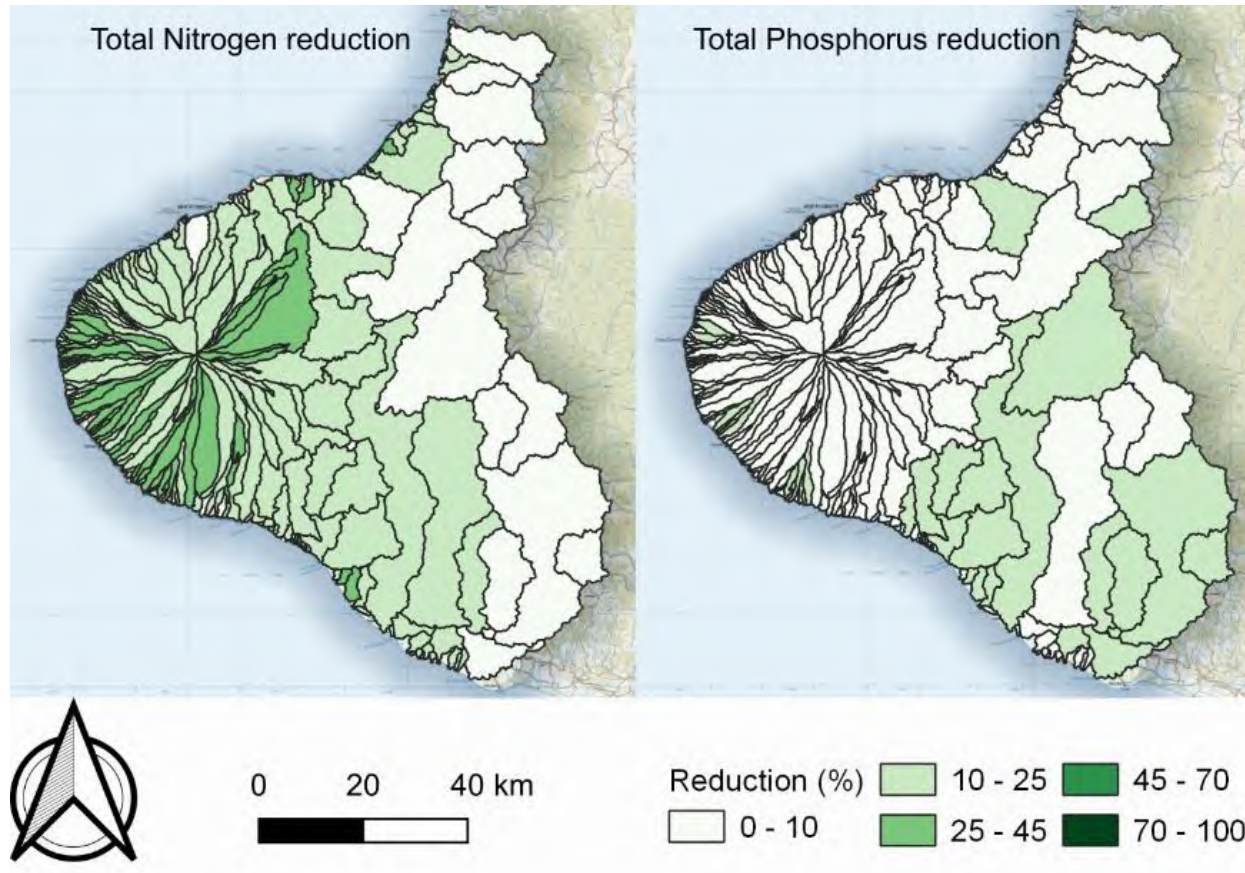 Total Nitrogen reduction
Total Phosphorus reduction
0 20 40 km
Reduction (%)
0 - 10
10 - 25
25 - 45
45 - 70
70 - 100